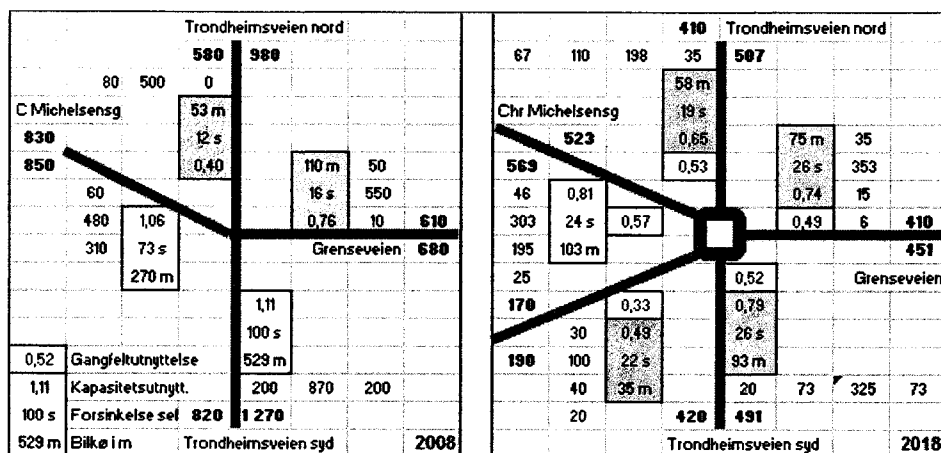 Trondheimsveien nord
580 980
80 500 0
C Michelsensg 53 m
830 12 s
850 0,40 110 m 50
60 16 s 550
480 1,06 0,76 10 610
310 73 s Grenseveien 680
270 m
1,11
100 s
0,52 Gangfeltutnyttelse 529 m
1,11 Kapasitetsutnytt. 200 870 200
100 s Forsinkelse sek 820 1 270
529 m Bilkø i m Trondheimsveien syd 2008
410 Trondheimsveien nord
67 110 198 35 507
58 m
Chr Michelsensg 19 s
523 0,65 75 m 35
569 0,53 26 s 353
46 0,81 0,74 15
303 24 s 0,57 0,49 6 410
195 103 m 451
25 0,52 Grenseveien
170 0,33 0,79
30 0,49 26 s
190 100 22 s 93 m
40 35 m 20 73 325 73
20 420 491
Trondheimsveien syd 2018